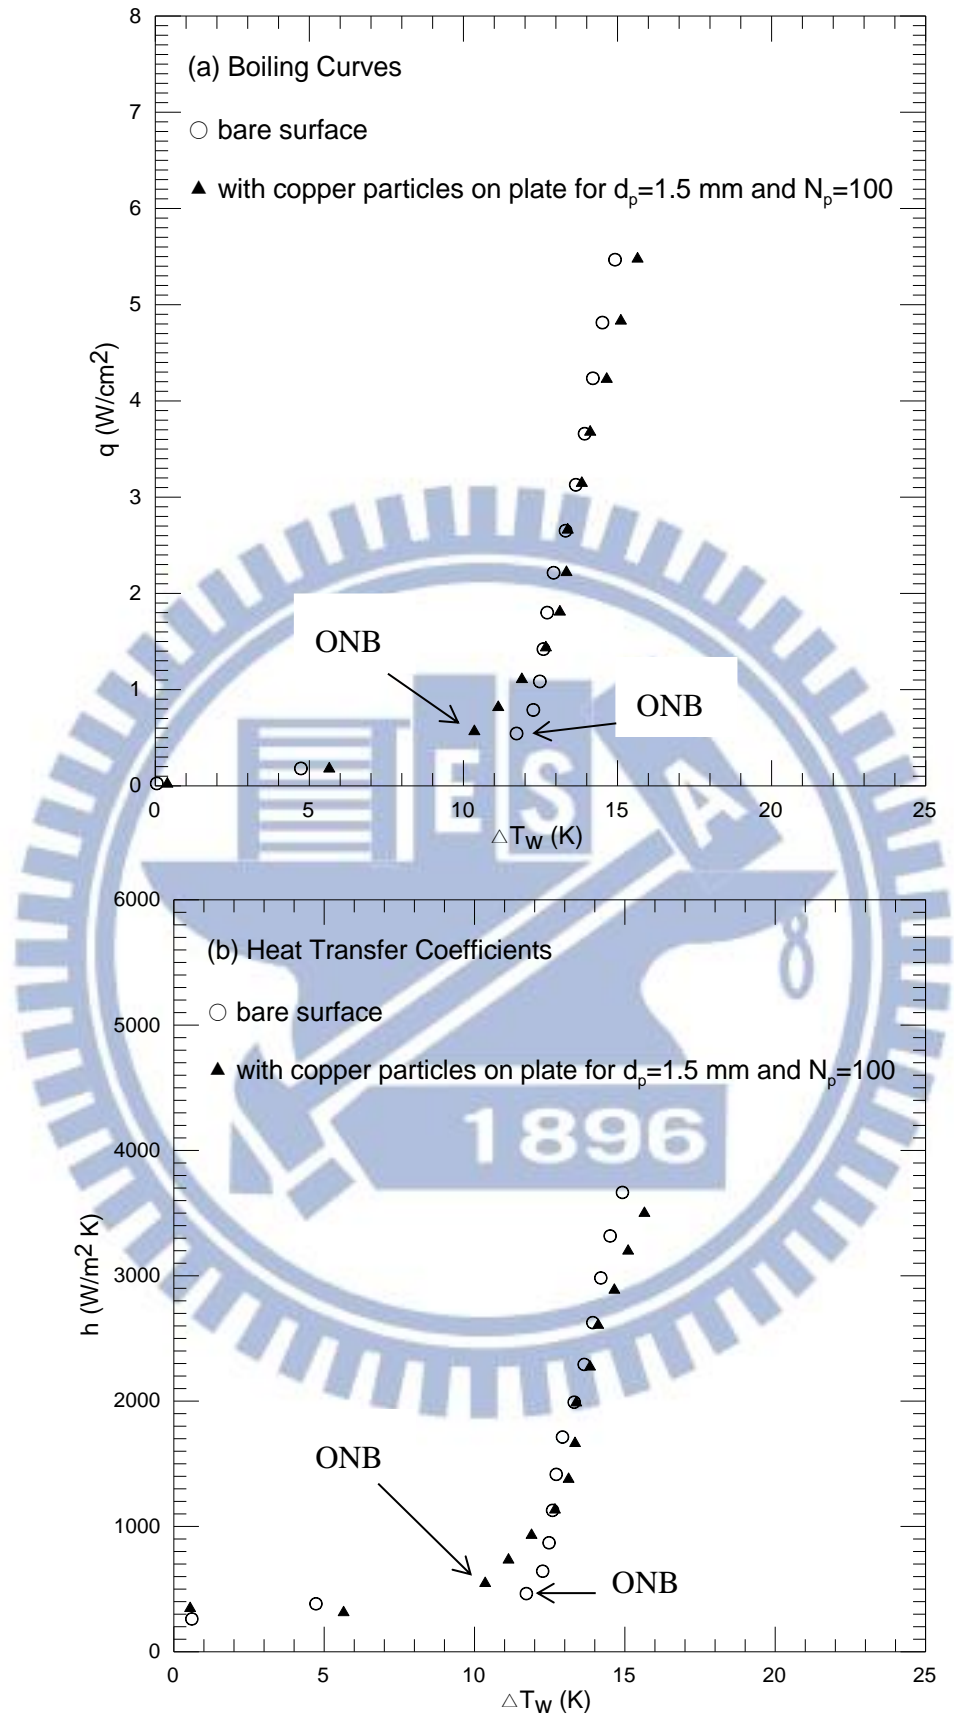 8
(a) Boiling Curves
7
○ bare surface
▲ with copper particles on plate for dp=1.5 mm and Np=100
6
5
q (W/cm2)
4
3
2
ONB
1
ONB
0
0 5 10 15 20 25
△TW (K)
ES
A
6000
(b) Heat Transfer Coefficients
○ bare surface
5000
▲ with copper particles on plate for dp=1.5 mm and Np=100
1896
4000
h (W/m2 K)
3000
2000
ONB
1000
ONB
0
0 5 10 15 20 25
△TW (K)